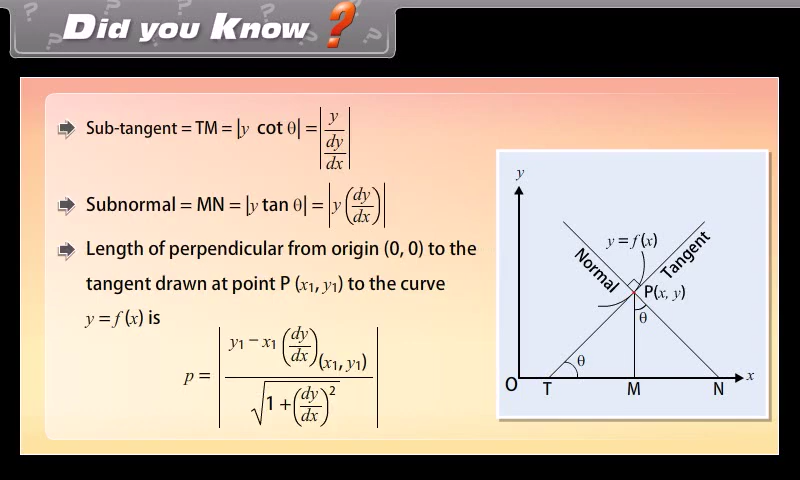 Did you Know ?
Sub-tangent = TM = |y cot θ| = |y / (dy/dx)|
Subnormal = MN = |y tan θ| = |y (dy/dx)|
Length of perpendicular from origin (0, 0) to the
tangent drawn at point P (x₁, y₁) to the curve
y = f (x) is
p = |(y₁ − x₁ (dy/dx)(x₁, y₁)) / √(1 + (dy/dx)²)|
y
y = f(x)
Normal
Tangent
P(x, y)
θ
θ
x
O T M N